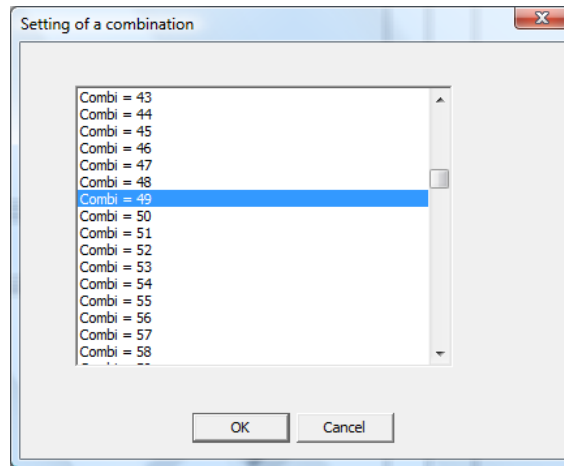 Setting of a combination
Combi = 43
Combi = 44
Combi = 45
Combi = 46
Combi = 47
Combi = 48
Combi = 49
Combi = 50
Combi = 51
Combi = 52
Combi = 53
Combi = 54
Combi = 55
Combi = 56
Combi = 57
Combi = 58
OK
Cancel